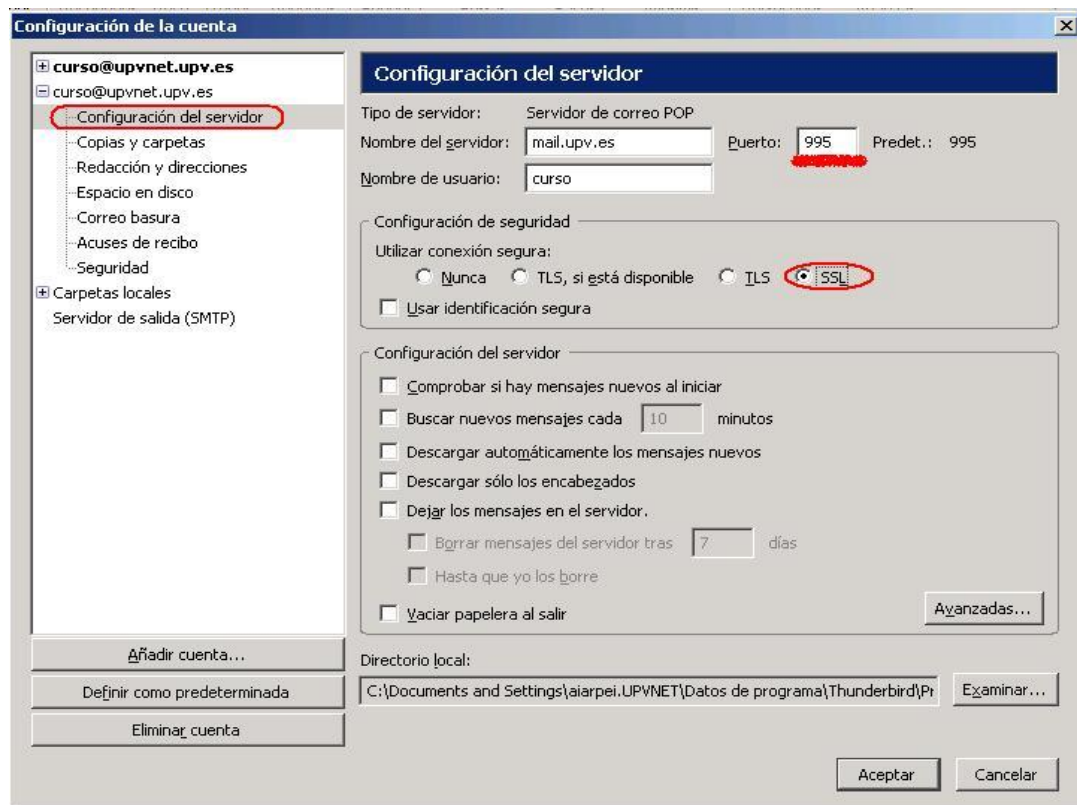 Configuración de la cuenta
curso@upvnet.upv.es
curso@upvnet.upv.es
Configuración del servidor
Copias y carpetas
Redacción y direcciones
Espacio en disco
Correo basura
Acuses de recibo
Seguridad
Carpetas locales
Servidor de salida (SMTP)
Añadir cuenta...
Definir como predeterminada
Eliminar cuenta
Configuración del servidor
Tipo de servidor: Servidor de correo POP
Nombre del servidor: mail.upv.es Puerto: 995 Predet.: 995
Nombre de usuario: curso
Configuración de seguridad
Utilizar conexión segura:
Nunca TLS, si está disponible TLS SSL
Usar identificación segura
Configuración del servidor
Comprobar si hay mensajes nuevos al iniciar
Buscar nuevos mensajes cada 10 minutos
Descargar automáticamente los mensajes nuevos
Descargar sólo los encabezados
Dejar los mensajes en el servidor.
Borrar mensajes del servidor tras 7 días
Hasta que yo los borre
Vaciar papelera al salir
Avanzadas...
Directorio local:
C:\Documents and Settings\aiarpei.UPVNET\Datos de programa\Thunderbird\Pr Examinar...
Aceptar Cancelar